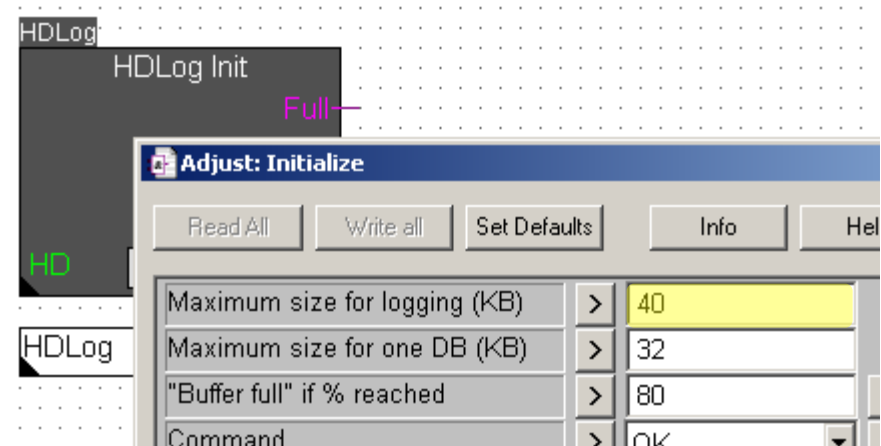 HDLog
HDLog Init
Full
Adjust: Initialize
Read All Write all Set Defaults Info Hel
HD
Maximum size for logging (KB) > 40
HDLog
Maximum size for one DB (KB) > 32
"Buffer full" if % reached > 80
Command > OK